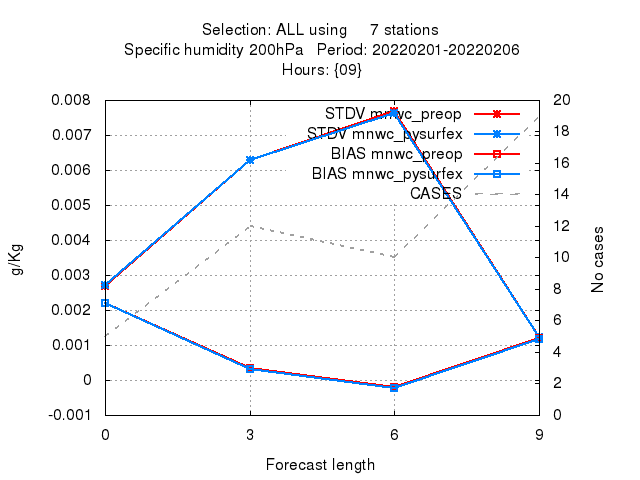 Selection: ALL using 7 stations
Specific humidity 200hPa Period: 20220201-20220206
Hours: {09}
g/Kg
0.008
0.007
0.006
0.005
0.004
0.003
0.002
0.001
0
-0.001
STDV mnwc_preop
STDV mnwc_pysurfex
BIAS mnwc_preop
BIAS mnwc_pysurfex
CASES
20
18
16
14
12
10
8
6
4
2
0
No cases
0 3 6 9
Forecast length